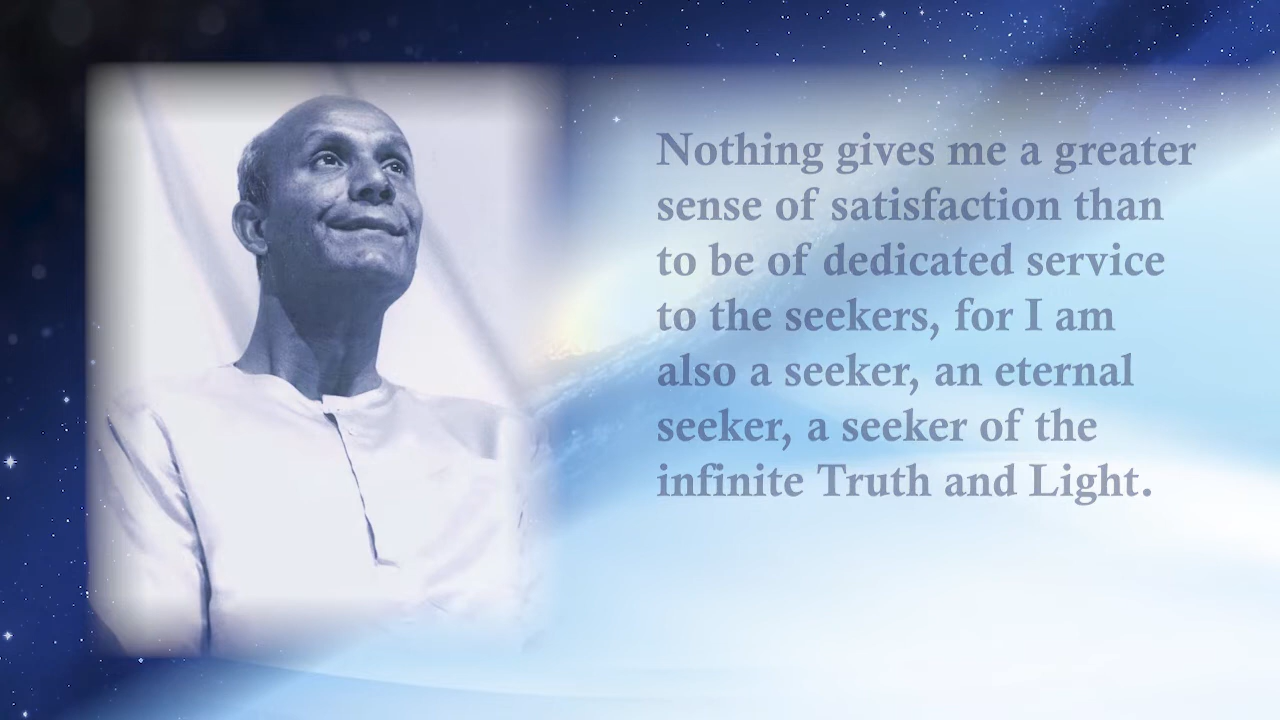 Nothing gives me a greater
sense of satisfaction than
to be of dedicated service
to the seekers, for I am
also a seeker, an eternal
seeker, a seeker of the
infinite Truth and Light.